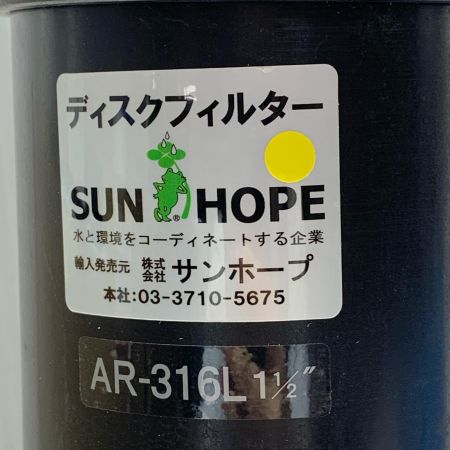 ディスクフィルター
SUN HOPE
®
水と環境をコーディネートする企業
輸入発売元 株式会社 サンホープ
本社:03-3710-5675
AR-316L 1½"